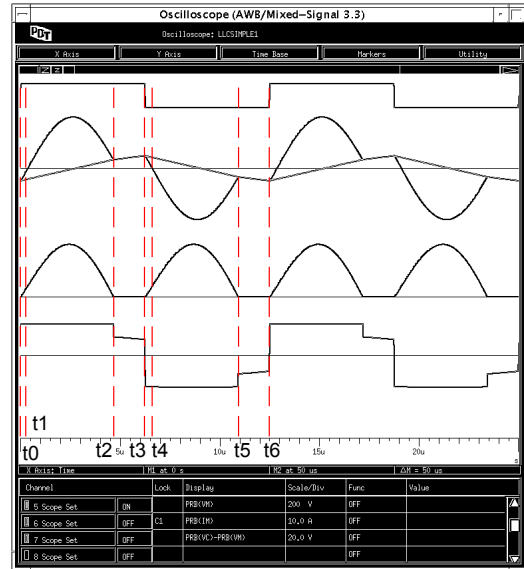 Oscilloscope (AWB/Mixed-Signal 3.3)
Oscilloscope: LLCSIMPLE1
X Axis Y Axis Time Base Markers Utility
t1
t0 t2 5u t3 t4 10u t5 t6 15u 20u
s
X Axis: Time M1 at 0 s M2 at 50 us ΔM = 50 us
Channel Lock Display Scale/Div Func Value
5 Scope Set ON PRB(VM) 200 V OFF
6 Scope Set OFF C1 PRB(IM) 10.0 A OFF
7 Scope Set OFF PRB(VC)-PRB(VM) 20.0 V OFF
8 Scope Set OFF OFF